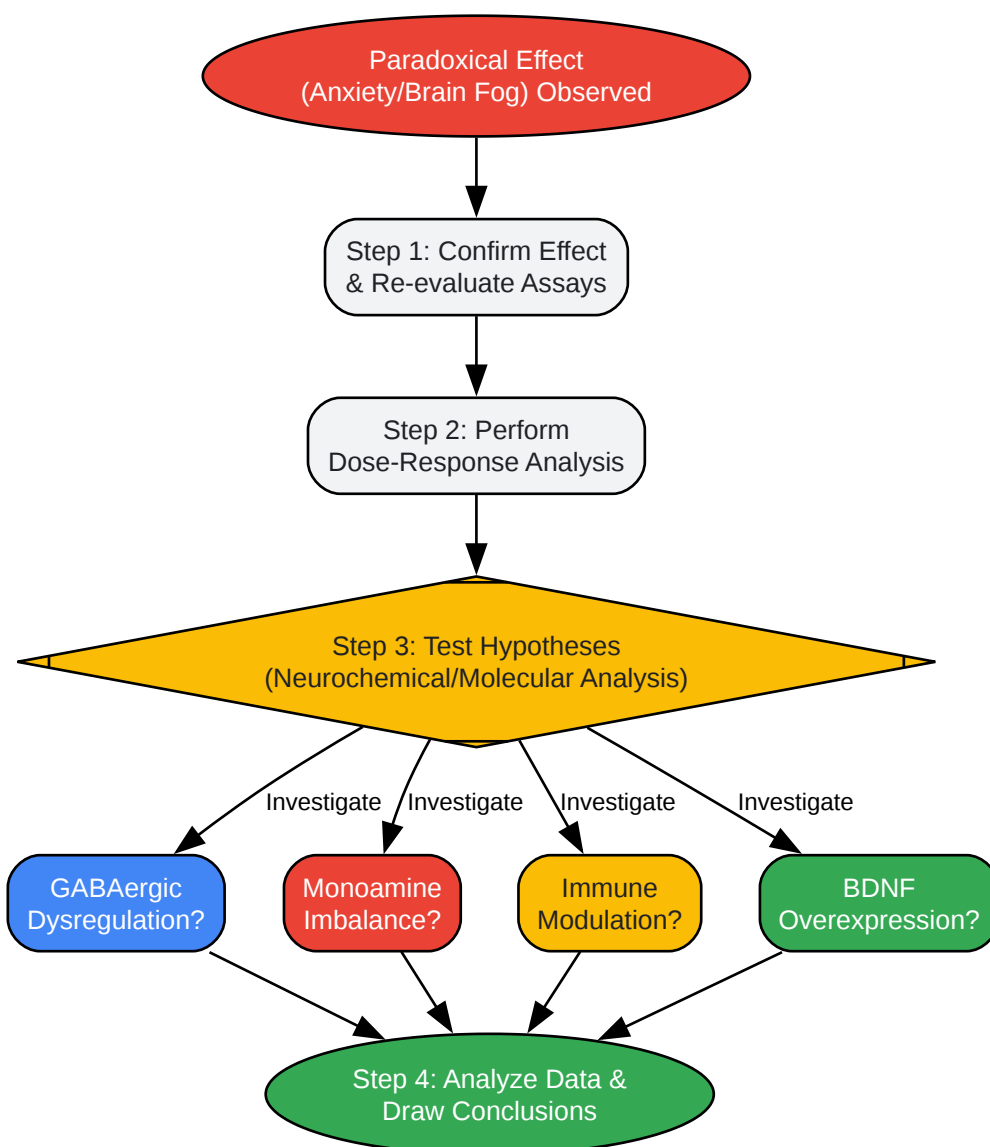 Paradoxical Effect
(Anxiety/Brain Fog) Observed
Step 1: Confirm Effect
& Re-evaluate Assays
Step 2: Perform
Dose-Response Analysis
Step 3: Test Hypotheses
(Neurochemical/Molecular Analysis)
Investigate
Investigate
Investigate
Investigate
GABAergic
Dysregulation?
Monoamine
Imbalance?
Immune
Modulation?
BDNF
Overexpression?
Step 4: Analyze Data &
Draw Conclusions